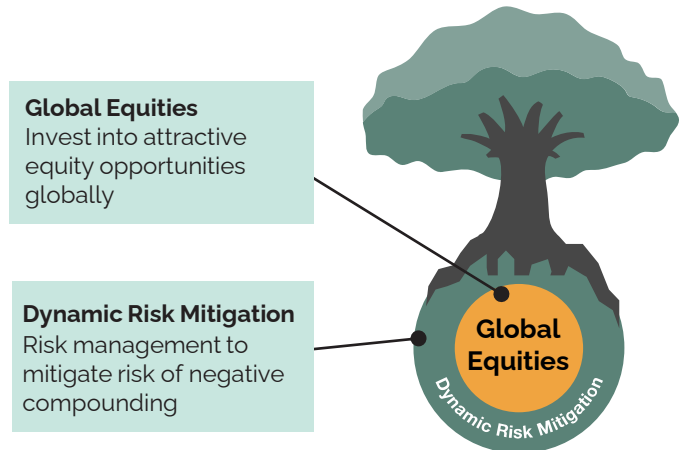 Global Equities
Invest into attractive
equity opportunities
globally
Dynamic Risk Mitigation
Risk management to
mitigate risk of negative
compounding
Global
Equities
Dynamic Risk Mitigation